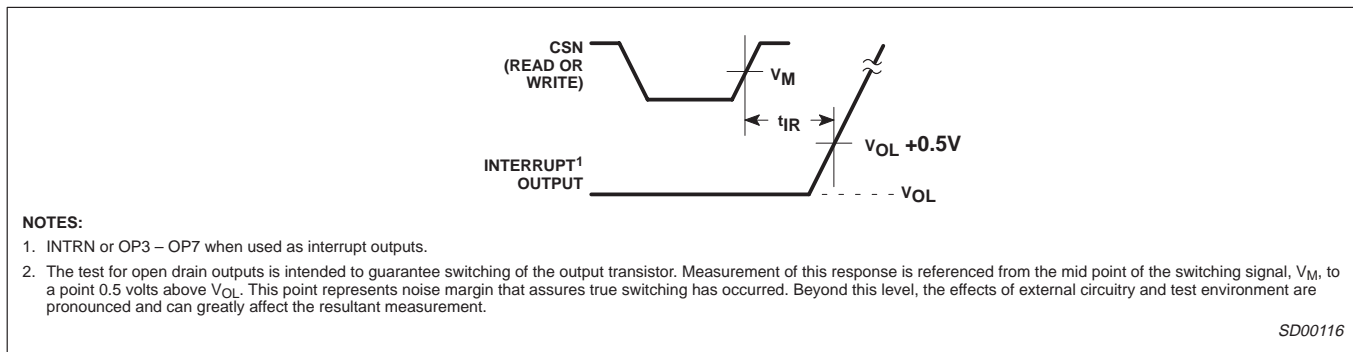 CSN
(READ OR
WRITE)
VM
tIR
VOL +0.5V
INTERRUPT1
OUTPUT
VOL
NOTES:
1. INTRN or OP3 – OP7 when used as interrupt outputs.
2. The test for open drain outputs is intended to guarantee switching of the output transistor. Measurement of this response is referenced from the mid point of the switching signal, VM, to
a point 0.5 volts above VOL. This point represents noise margin that assures true switching has occurred. Beyond this level, the effects of external circuitry and test environment are
pronounced and can greatly affect the resultant measurement.
SD00116